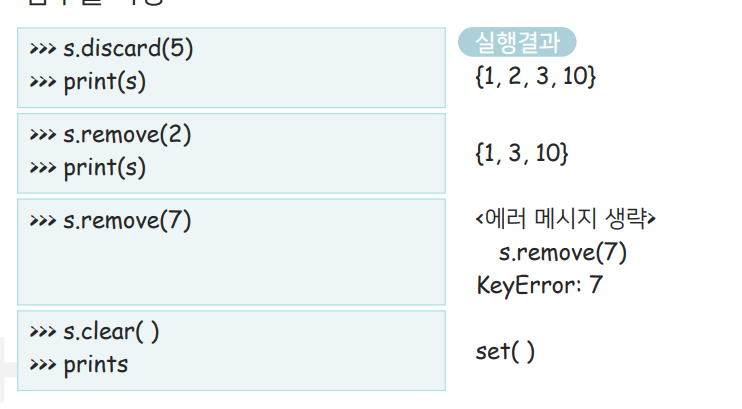 >>> s.discard(5)
>>> print(s)
실행결과
{1, 2, 3, 10}
>>> s.remove(2)
>>> print(s)
{1, 3, 10}
>>> s.remove(7)
<에러 메시지 생략>
s.remove(7)
KeyError: 7
>>> s.clear( )
>>> prints
set( )